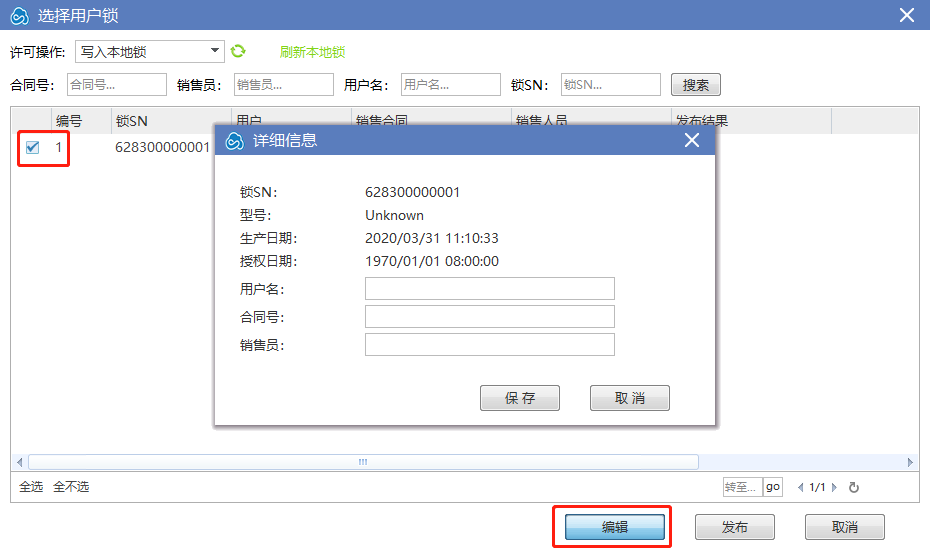 选择用户锁
许可操作: 写入本地锁 刷新本地锁
合同号: 合同号... 销售员: 销售员... 用户名: 用户名... 锁SN: 锁SN... 搜索
编号 锁SN 用户 销售合同 销售人员 发布结果
1 628300000001
详细信息
锁SN: 628300000001
型号: Unknown
生产日期: 2020/03/31 11:10:33
授权日期: 1970/01/01 08:00:00
用户名:
合同号:
销售员:
保存 取消
全选 全不选 转至... go 1/1
编辑 发布 取消